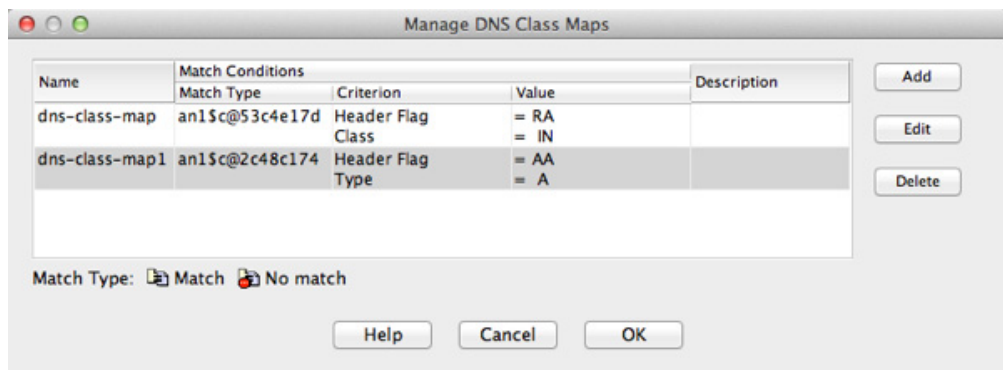 Manage DNS Class Maps
Name Match Conditions Description
Match Type Criterion Value
dns-class-map an1$c@53c4e17d Header Flag = RA
Class = IN
dns-class-map1 an1$c@2c48c174 Header Flag = AA
Type = A
Add
Edit
Delete
Match Type: Match No match
Help Cancel OK